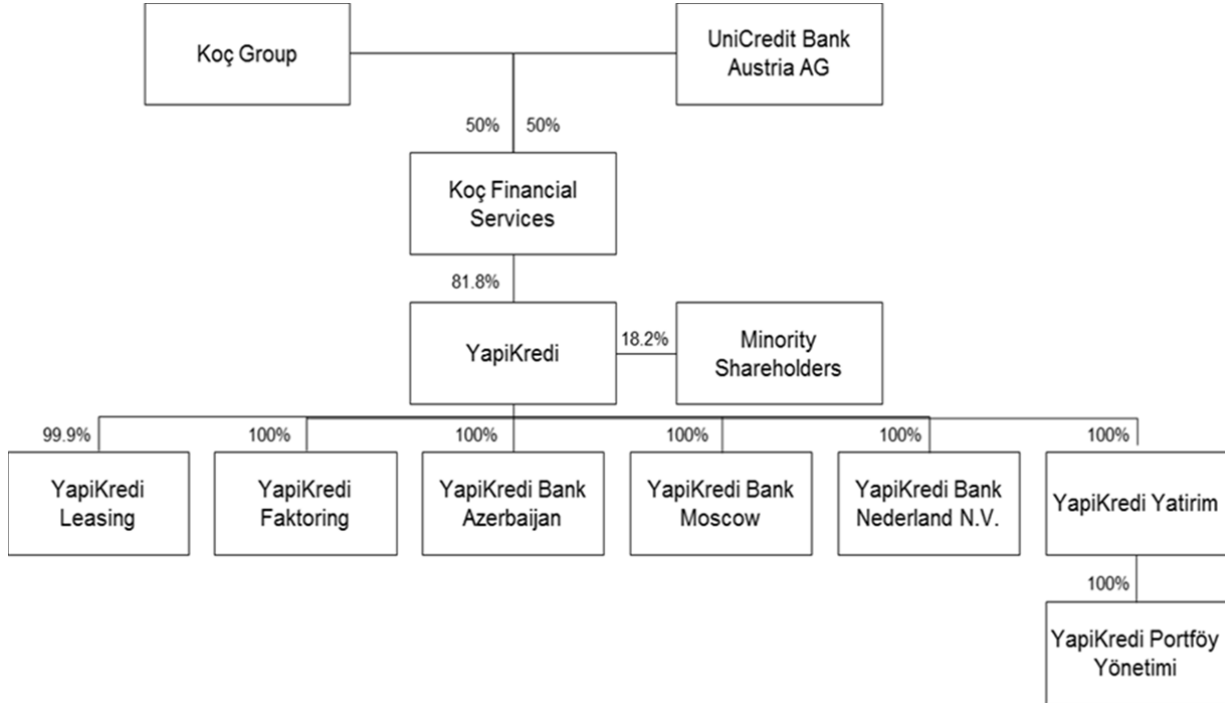 Koç Group
UniCredit Bank
Austria AG
50%
50%
Koç Financial
Services
81.8%
YapiKredi
18.2%
Minority
Shareholders
99.9%
100%
100%
100%
100%
100%
YapiKredi
Leasing
YapiKredi
Faktoring
YapiKredi Bank
Azerbaijan
YapiKredi Bank
Moscow
YapiKredi Bank
Nederland N.V.
YapiKredi Yatirim
100%
YapiKredi Portföy
Yönetimi